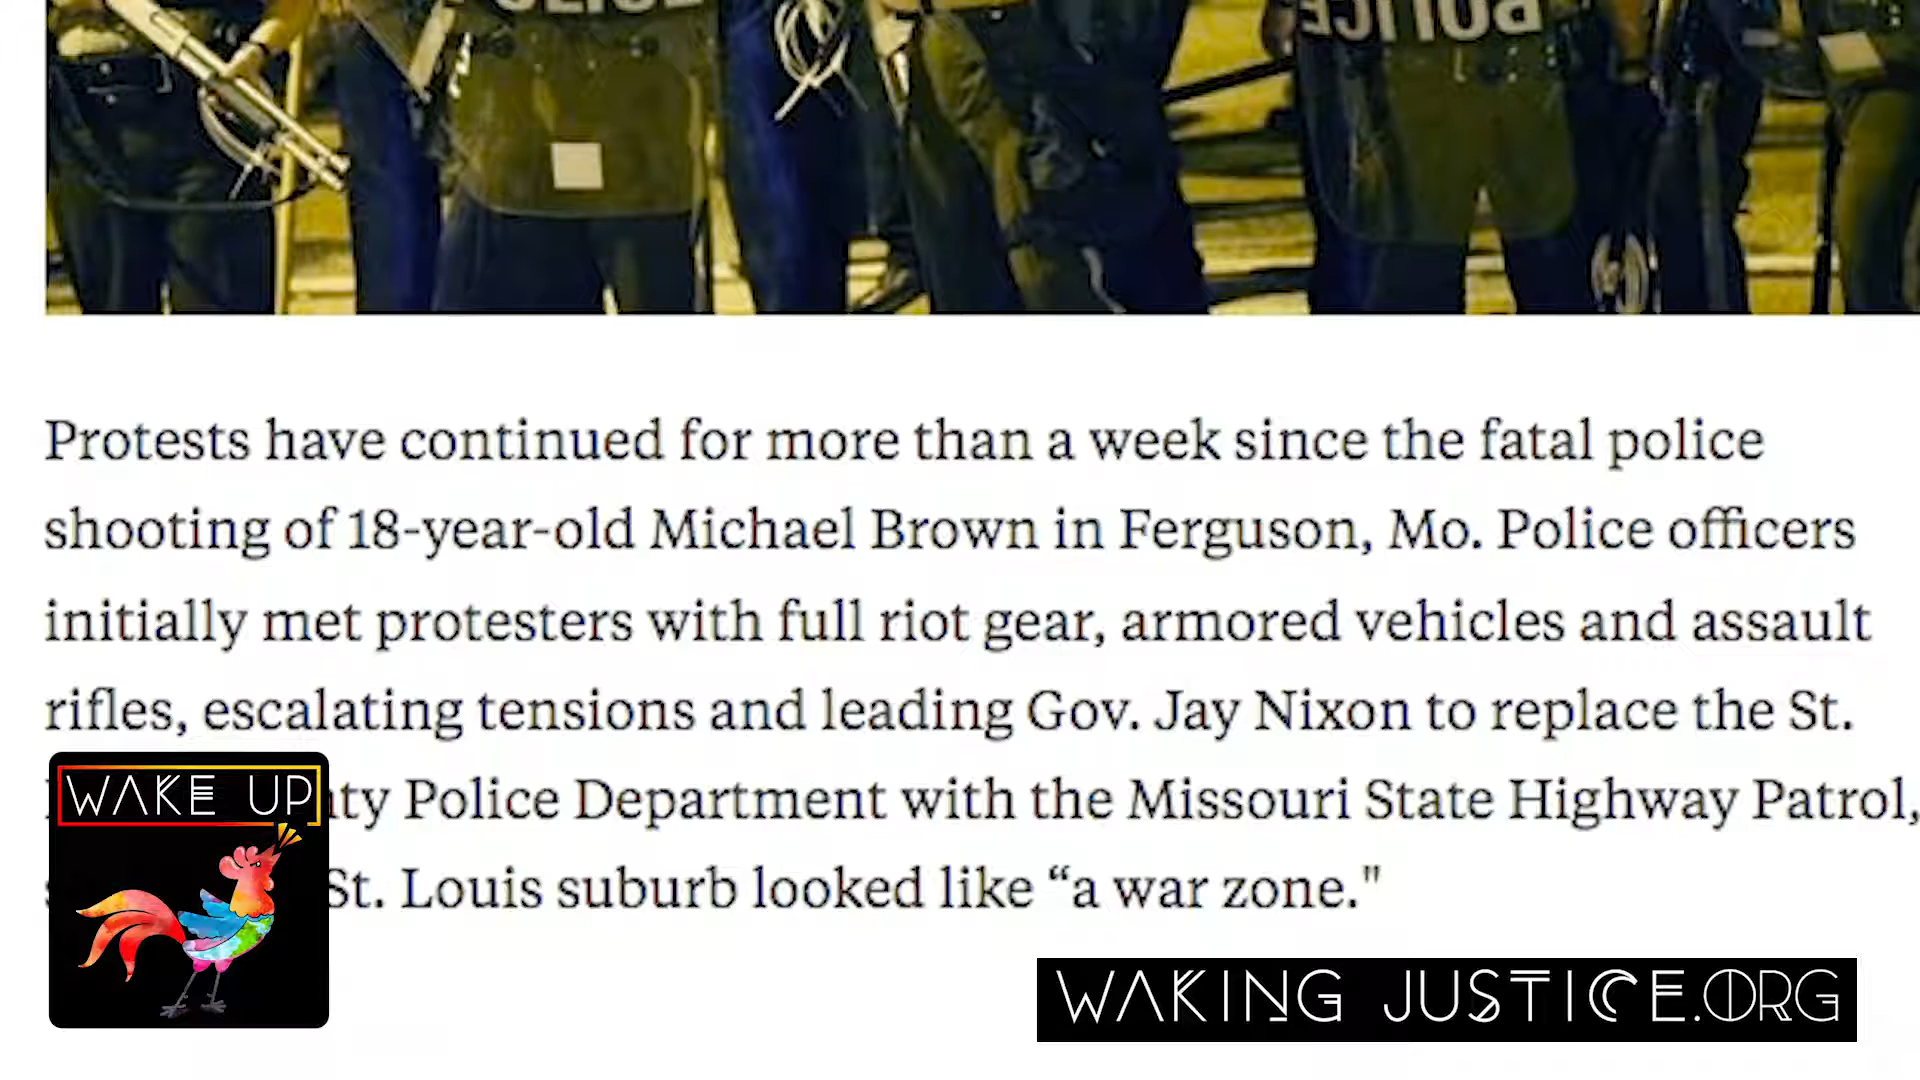 POLICE
POLICE
Protests have continued for more than a week since the fatal police
shooting of 18-year-old Michael Brown in Ferguson, Mo. Police officers
initially met protesters with full riot gear, armored vehicles and assault
rifles, escalating tensions and leading Gov. Jay Nixon to replace the St.
Police Department with the Missouri State Highway Patrol,
St. Louis suburb looked like “a war zone."
WAKE UP
WAKING JUSTICE.ORG